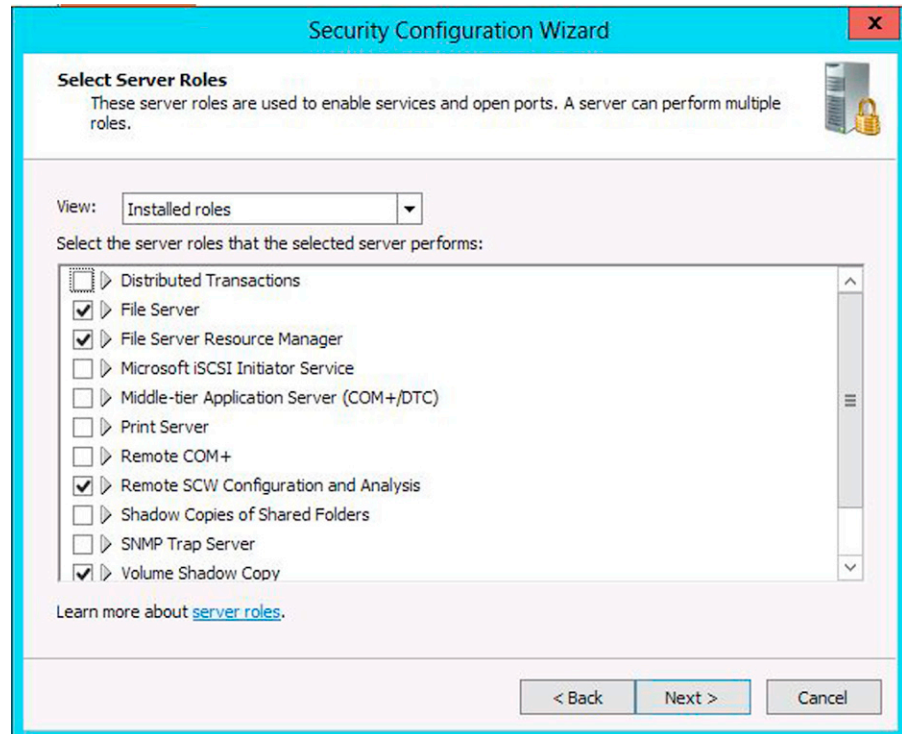 Security Configuration Wizard
x
Select Server Roles
These server roles are used to enable services and open ports. A server can perform multiple
roles.
View:
Installed roles
Select the server roles that the selected server performs:
Distributed Transactions
File Server
File Server Resource Manager
Microsoft iSCSI Initiator Service
Middle-tier Application Server (COM+/DTC)
Print Server
Remote COM+
Remote SCW Configuration and Analysis
Shadow Copies of Shared Folders
SNMP Trap Server
Volume Shadow Copy
Learn more about server roles.
< Back
Next >
Cancel